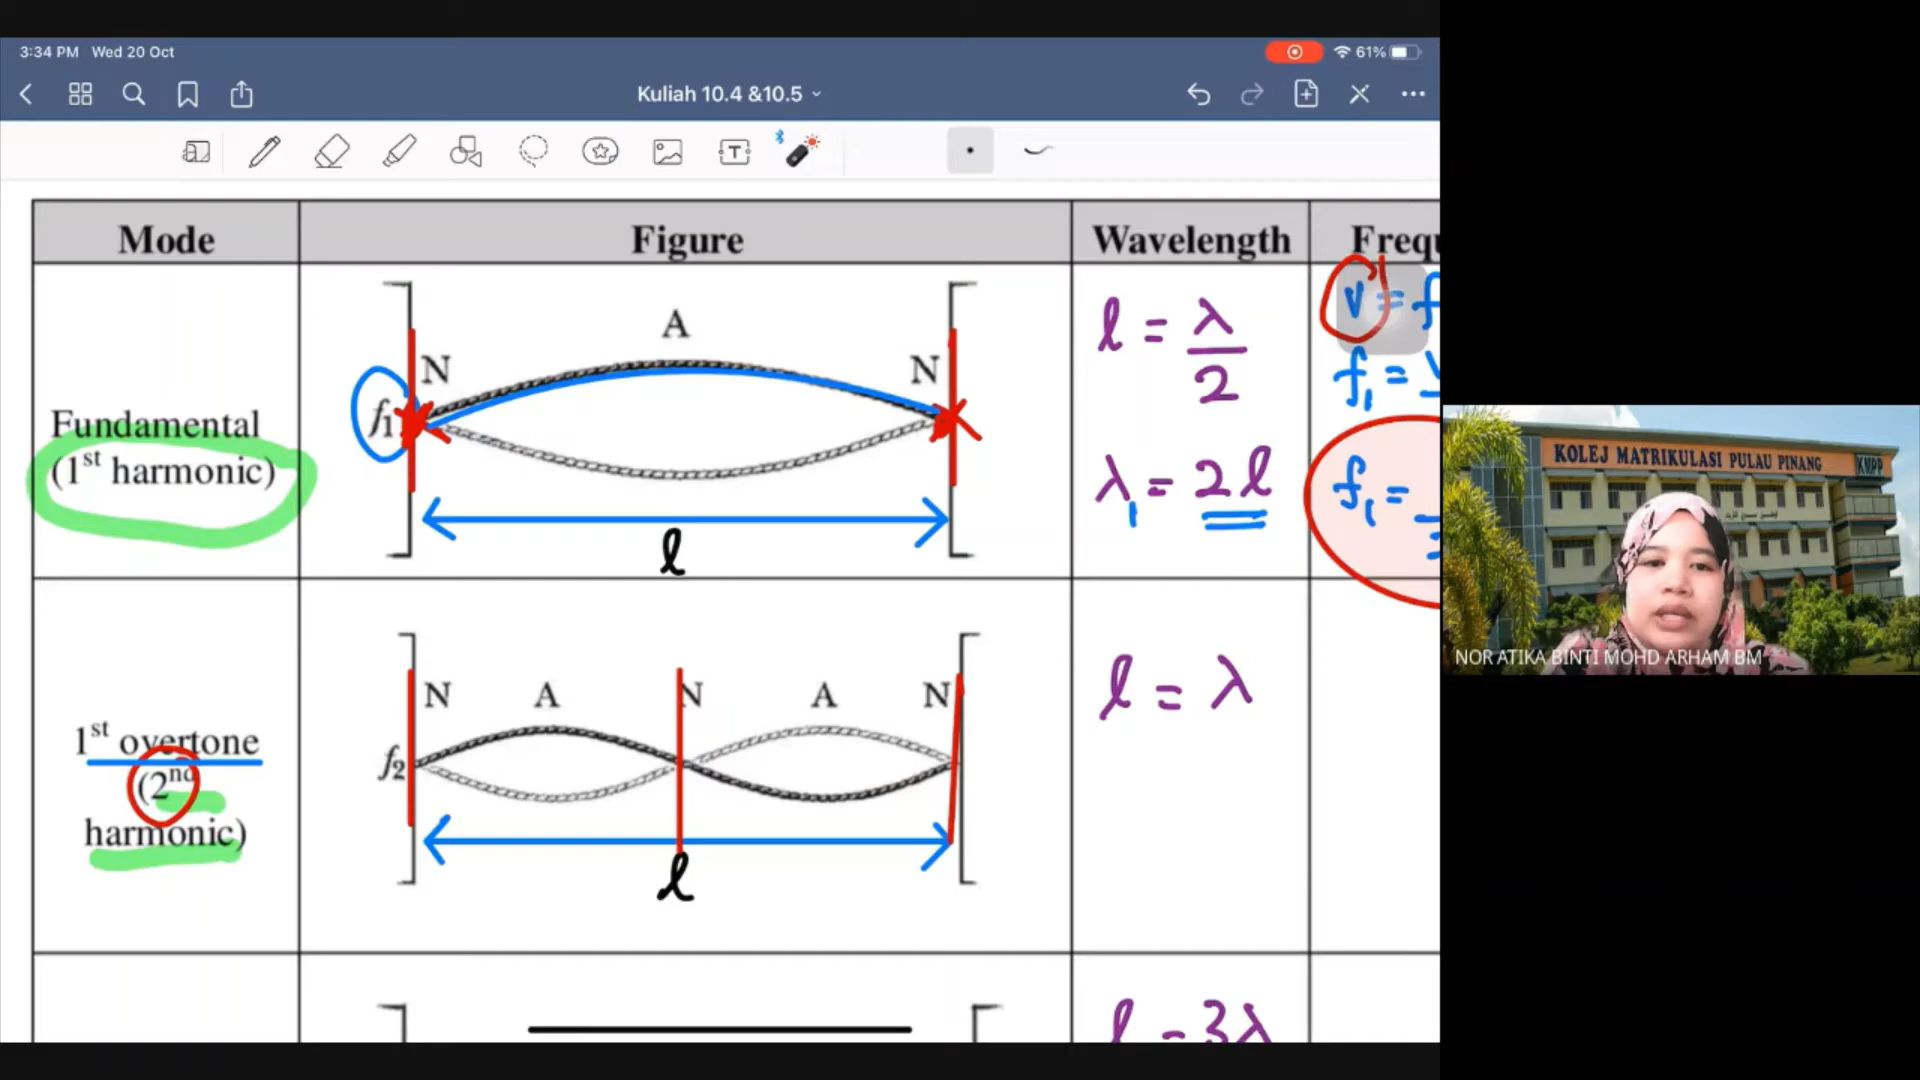 3:34 PM Wed 20 Oct
61%
Kuliah 10.4 &10.5
T
Mode
Figure
Wavelength
Frequ
Fundamental
(1st harmonic)
f1
N
A
N
l
l = λ/2
λ1 = 2l
v = f
f1 =
f1 =
1st overtone
(2nd
harmonic)
f2
N A N A N
l
l = λ
l = 3λ
KOLEJ MATRIKULASI PULAU PINANG
KMPP
NOR ATIKA BINTI MOHD ARHAM BM